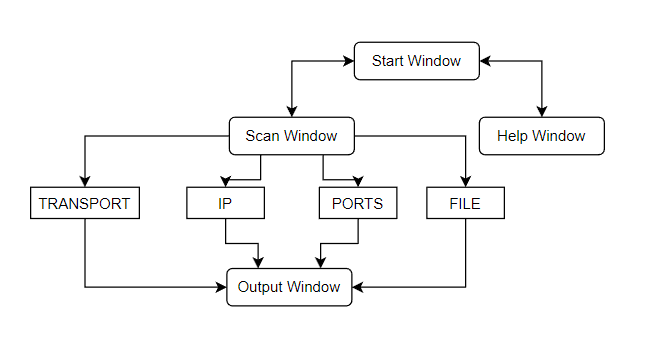 Start Window
Scan Window
Help Window
TRANSPORT
IP
PORTS
FILE
Output Window